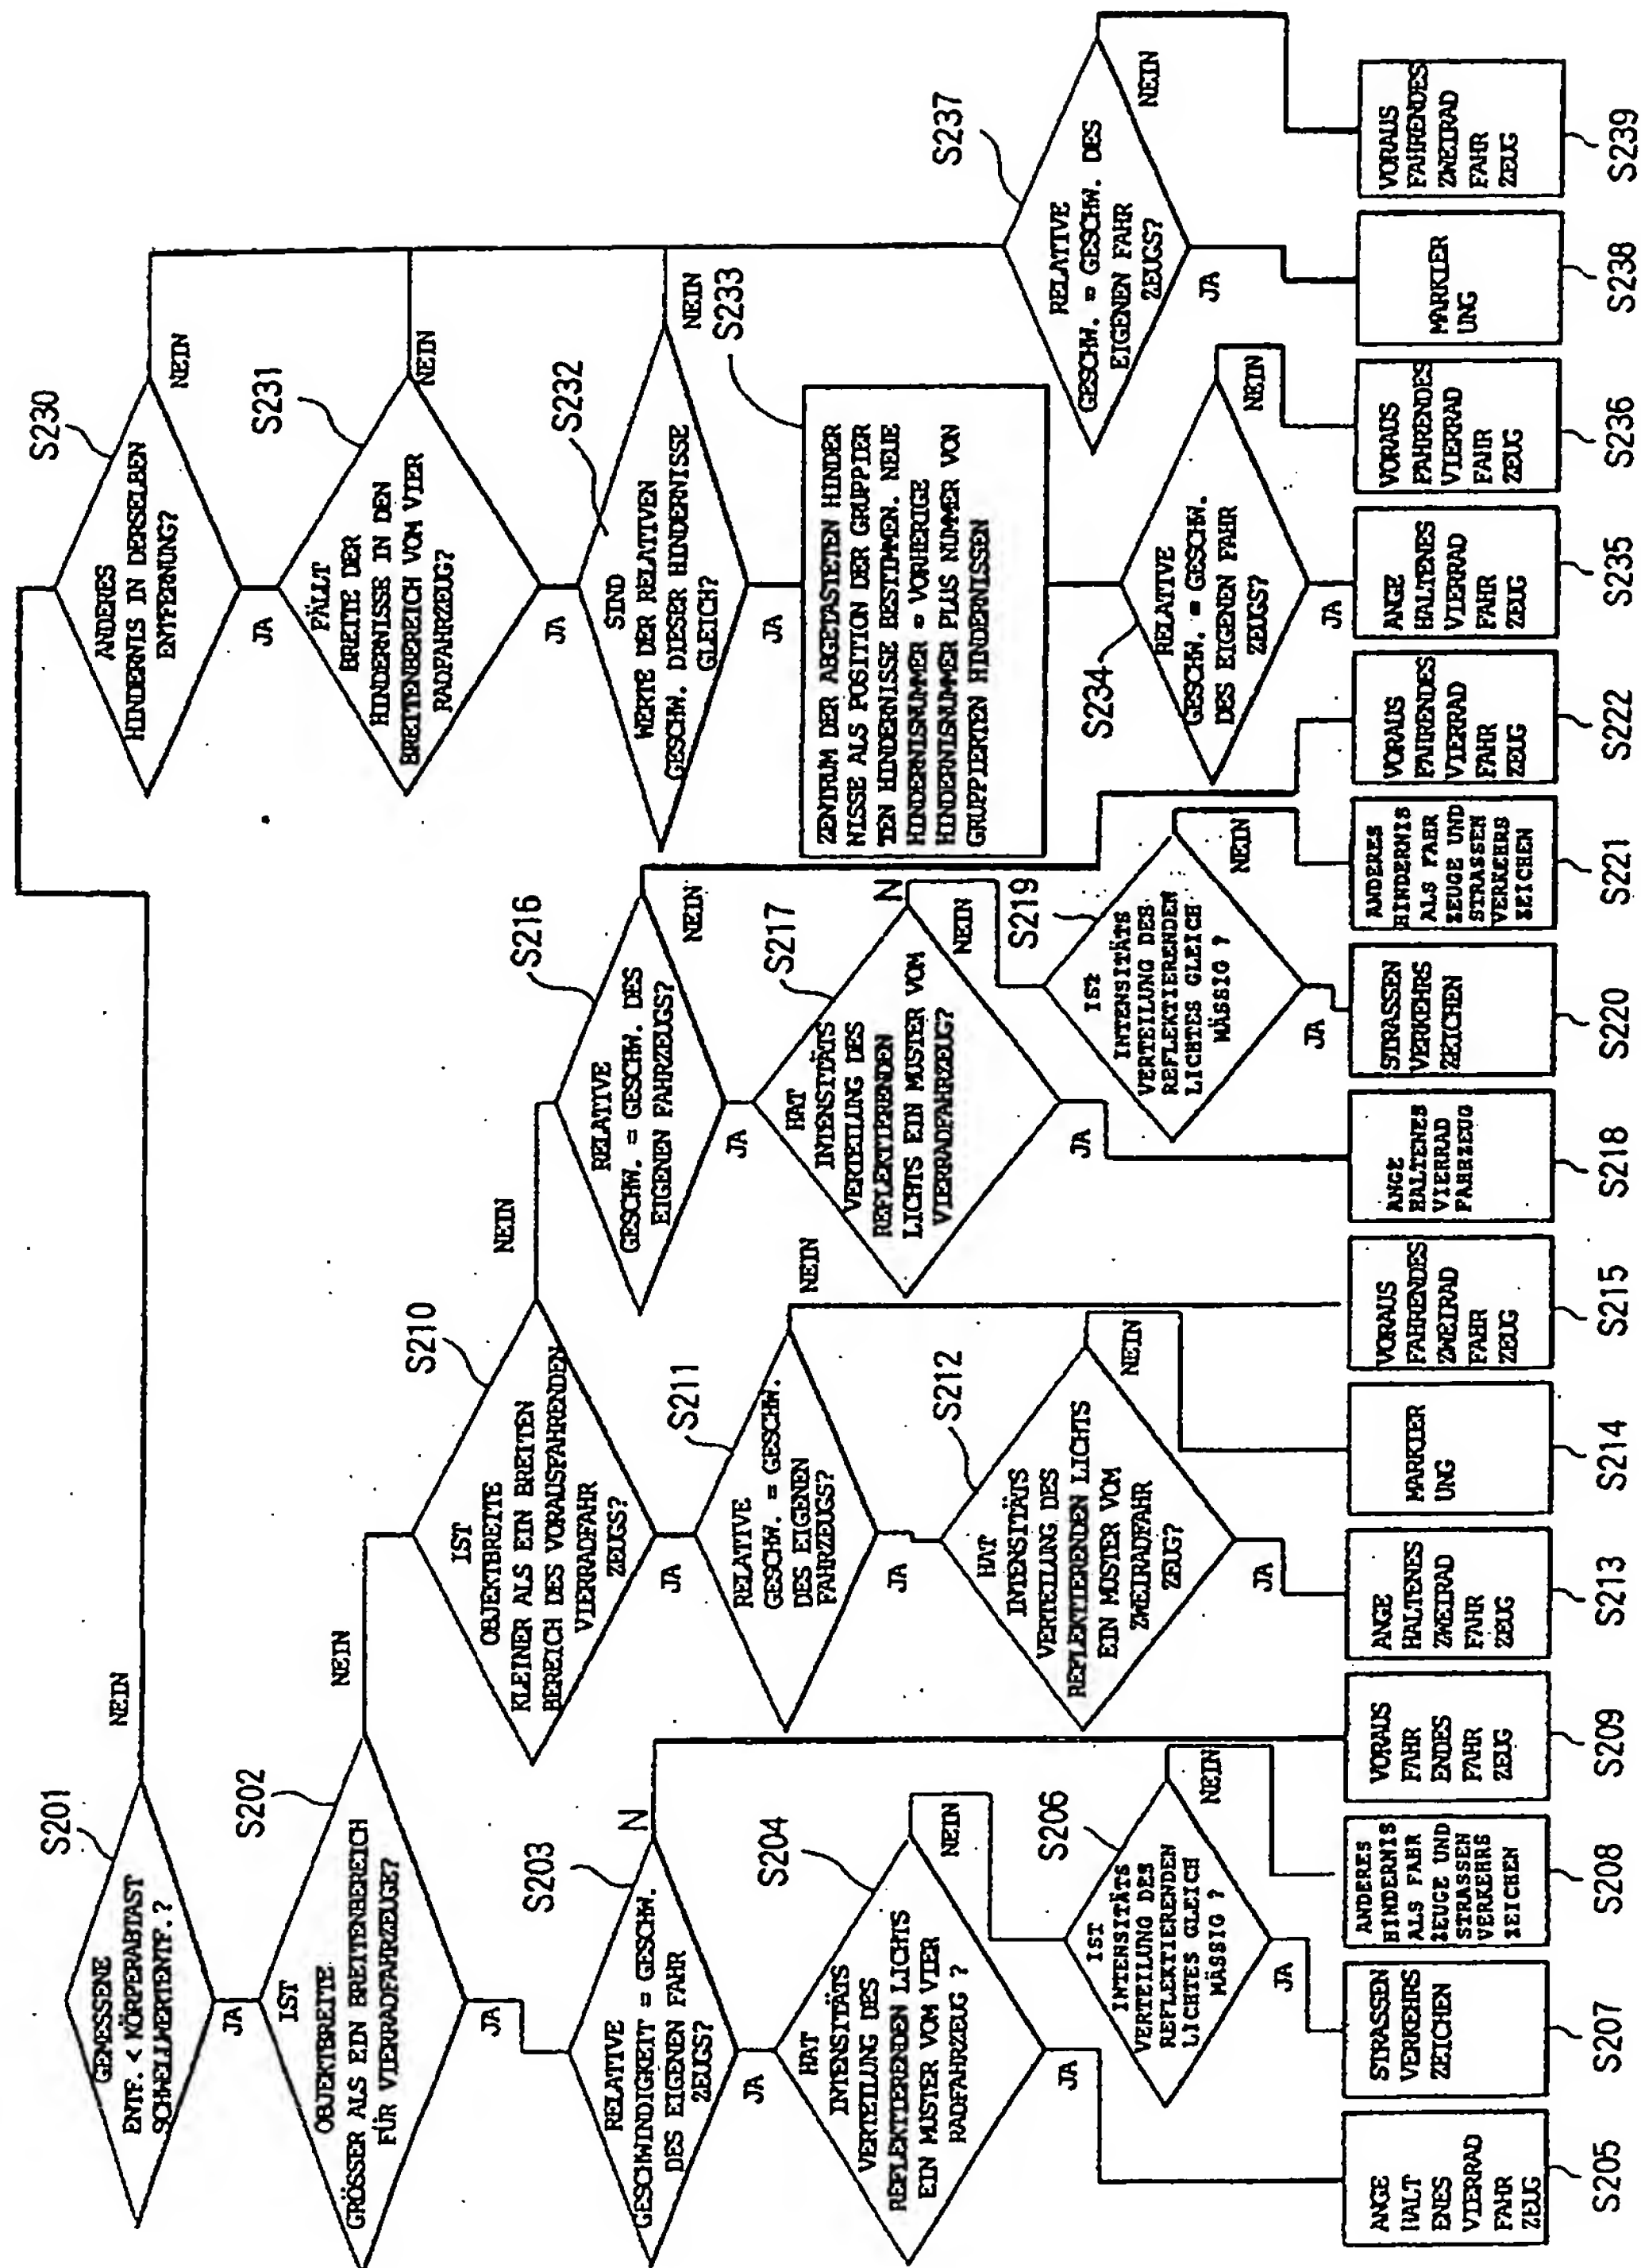 S201
GEMESSENE
ENTF. < KÖRPERABTAST
SCHWELLWERTENTF.?
NEIN
JA
S202
IST
OBJEKTBREITE
GRÖSSER ALS EIN BREITENBEREICH
FÜR VIERRADFAHRZEUGE?
NEIN
JA
S203
RELATIVE
GESCHWINDIGKEIT = GESCHW.
DES EIGENEN FAHR
ZEUGS?
N
JA
S204
HAT
INTENSITÄTS
VERTEILUNG DES
REFLEKTIERENDEN LICHTS
EIN MUSTER VOM VIER
RADFAHRZEUG ?
NEIN
JA
S206
IST
INTENSITÄTS
VERTEILUNG DES
REFLEKTIERENDEN
LICHTES GLEICH
MÄSSIG ?
NEIN
JA
ANGE
HALT
ENES
VIERRAD
FAHR
ZEUG
S205
STRASSEN
VERKEHRS
ZEICHEN
S207
ANDERES
HINDERNIS
ALS FAHR
ZEUGE UND
STRASSEN
VERKEHRS
ZEICHEN
S208
VORAUS
FAHR
ENDES
FAHR
ZEUG
S209
S210
IST
OBJEKTBREITE
KLEINER ALS EIN BREITEN
BEREICH DES VORAUSFAHRENDEN
VIERRADFAHR
ZEUGS?
NEIN
JA
S211
RELATIVE
GESCHW. = GESCHW.
DES EIGENEN
FAHRZEUGS?
NEIN
JA
S212
HAT
INTENSITÄTS
VERTEILUNG DES
REFLEKTIERENDEN LICHTS
EIN MUSTER VOM
ZWEIRADFAHR
ZEUG?
NEIN
JA
ANGE
HALTENES
ZWEIRAD
FAHR
ZEUG
S213
MARKIER
UNG
S214
VORAUS
FAHRENDES
ZWEIRAD
FAHR
ZEUG
S215
S216
RELATIVE
GESCHW. = GESCHW. DES
EIGENEN FAHRZEUGS?
NEIN
JA
S217
HAT
INTENSITÄTS
VERTEILUNG DES
REFLEKTIERENDEN
LICHTS EIN MUSTER VOM
VIERRADFAHRZEUG?
N
NEIN
JA
S219
IST
INTENSITÄTS
VERTEILUNG DES
REFLEKTIERENDEN
LICHTES GLEICH
MÄSSIG ?
NEIN
JA
ANGE
HALTENES
VIERRAD
FAHRZEUG
S218
STRASSEN
VERKEHRS
ZEICHEN
S220
ANDERES
HINDERNIS
ALS FAHR
ZEUGE UND
STRASSEN
VERKEHRS
ZEICHEN
S221
VORAUS
FAHRENDES
VIERRAD
FAHR
ZEUG
S222
S230
ANDERES
HINDERNIS IN DERSELBEN
ENTFERNUNG?
NEIN
JA
S231
FÄLLT
BREITE DER
HINDERNISSE IN DEN
BREITENBEREICH VOM VIER
RADFAHRZEUG?
NEIN
JA
S232
SIND
WERTE DER RELATIVEN
GESCHW. DIESER HINDERNISSE
GLEICH?
NEIN
JA
S233
ZENTRUM DER ABGETASTETEN HINDER
NISSE ALS POSITION DER GRUPPIER
TEN HINDERNISSE BESTIMMEN. NEUE
HINDERNISNUMMER = VORHERIGE
HINDERNISNUMMER PLUS NUMMER VON
GRUPPIERTEN HINDERNISSEN
S234
RELATIVE
GESCHW. = GESCHW.
DES EIGENEN FAHR
ZEUGS?
NEIN
JA
ANGE
HALTENES
VIERRAD
FAHR
ZEUG
S235
VORAUS
FAHRENDES
VIERRAD
FAHR
ZEUG
S236
S237
RELATIVE
GESCHW. = GESCHW. DES
EIGENEN FAHR
ZEUGS?
NEIN
JA
MARKIER
UNG
S238
VORAUS
FAHRENDES
ZWEIRAD
FAHR
ZEUG
S239